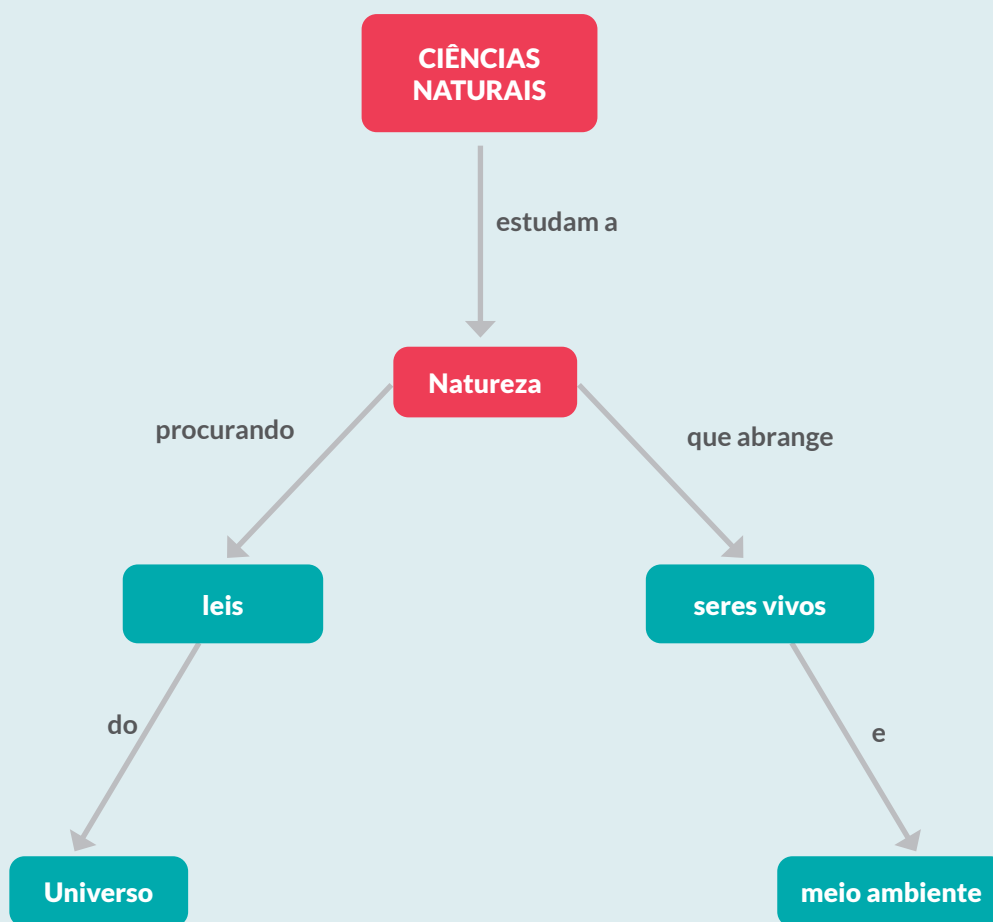 CIÊNCIAS
NATURAIS
estudam a
Natureza
procurando
que abrange
leis
seres vivos
do
e
Universo
meio ambiente